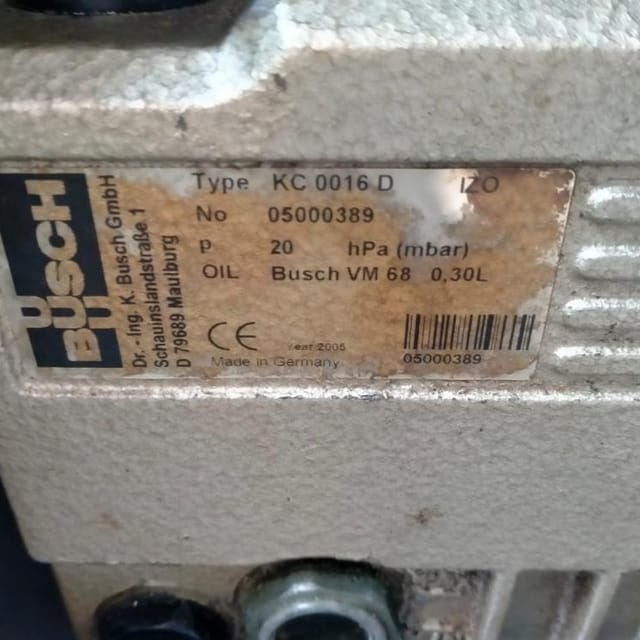 BUSCH
Dr. - Ing. K. Busch GmbH
Schauinslandstraße 1
D 79689 Maulburg
Type KC 0016 D IZO
No 05000389
p 20 hPa (mbar)
OIL Busch VM 68 0,30L
CE year 2005
Made in Germany 05000389